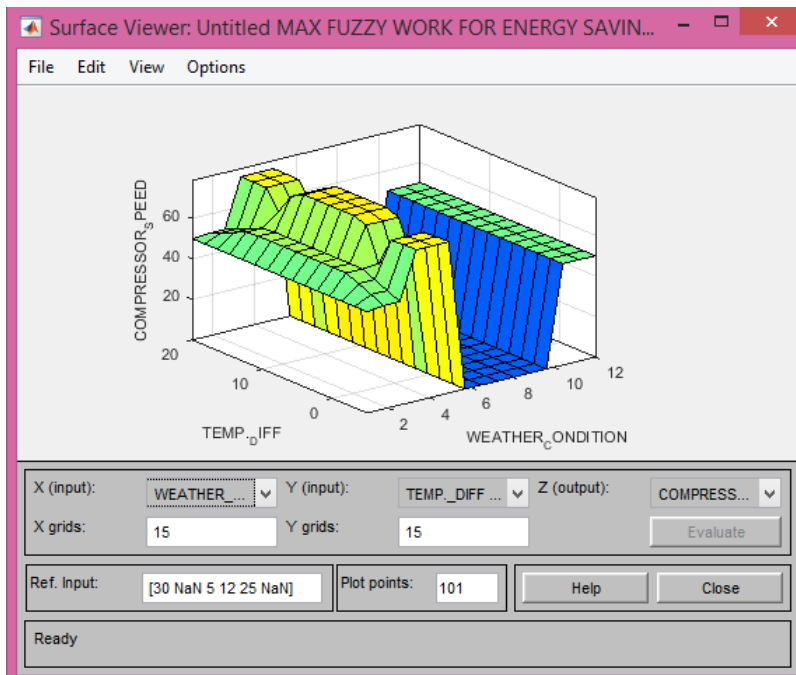 Surface Viewer: Untitled MAX FUZZY WORK FOR ENERGY SAVIN...
File Edit View Options
COMPRESSOR_SPEED
60
40
20
20
10
0
TEMP._DIFF
2
4
6
8
10
12
WEATHER_CONDITION
X (input): WEATHER_... Y (input): TEMP._DIFF ... Z (output): COMPRESS...
X grids: 15 Y grids: 15 Evaluate
Ref. Input: [30 NaN 5 12 25 NaN] Plot points: 101 Help Close
Ready